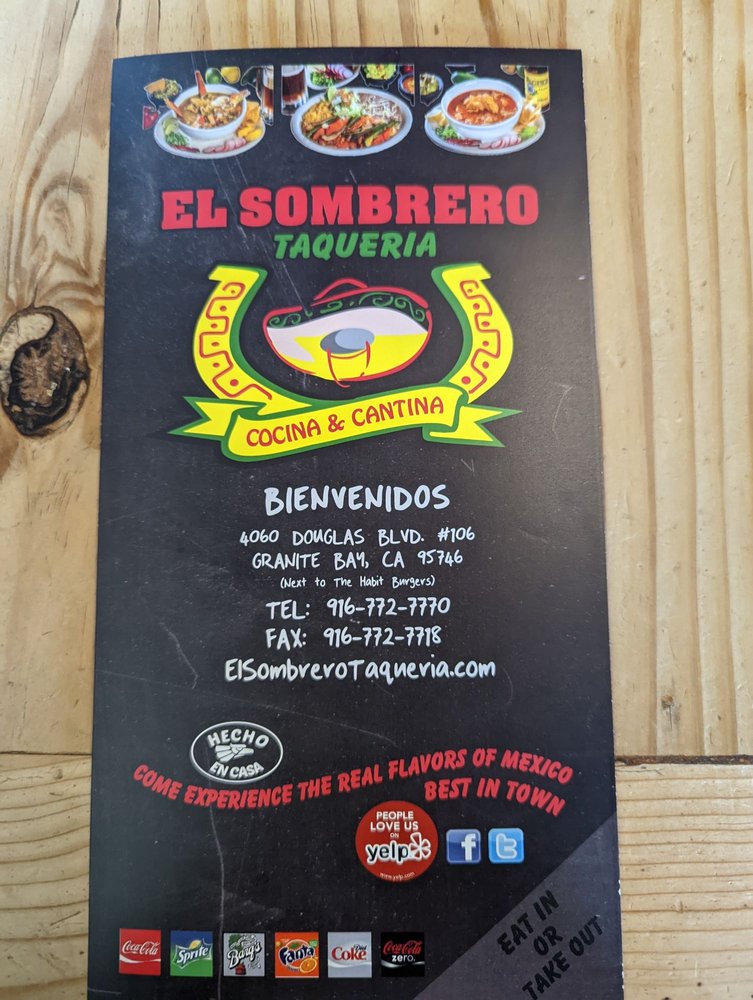 EL SOMBRERO
TAQUERIA
COCINA & CANTINA
BIENVENIDOS
4060 DOUGLAS BLVD. #106
GRANITE BAY, CA 95746
(Next to The Habit Burgers)
TEL: 916-772-7770
FAX: 916-772-7718
ElSombreroTaqueria.com
HECHO
EN CASA
COME EXPERIENCE THE REAL FLAVORS OF MEXICO
BEST IN TOWN
PEOPLE
LOVE US
ON
yelp
www.yelp.com
f t
EAT IN
OR
TAKE OUT
Coca-Cola Sprite Barq's Fanta Diet Coke Coca-Cola zero.